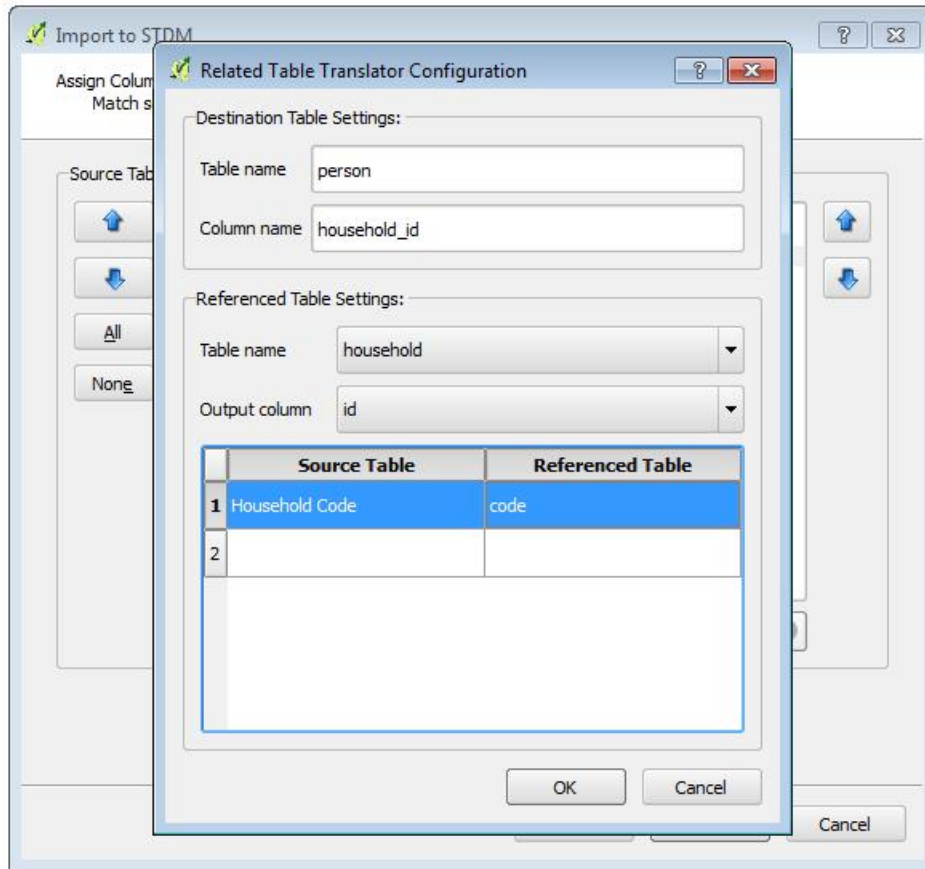 Import to STDM
Related Table Translator Configuration
Assign Colum
Match s
Destination Table Settings:
Table name person
Column name household_id
Source Tab
All
None
Referenced Table Settings:
Table name household
Output column id
Source Table Referenced Table
1 Household Code code
2
OK Cancel
Cancel